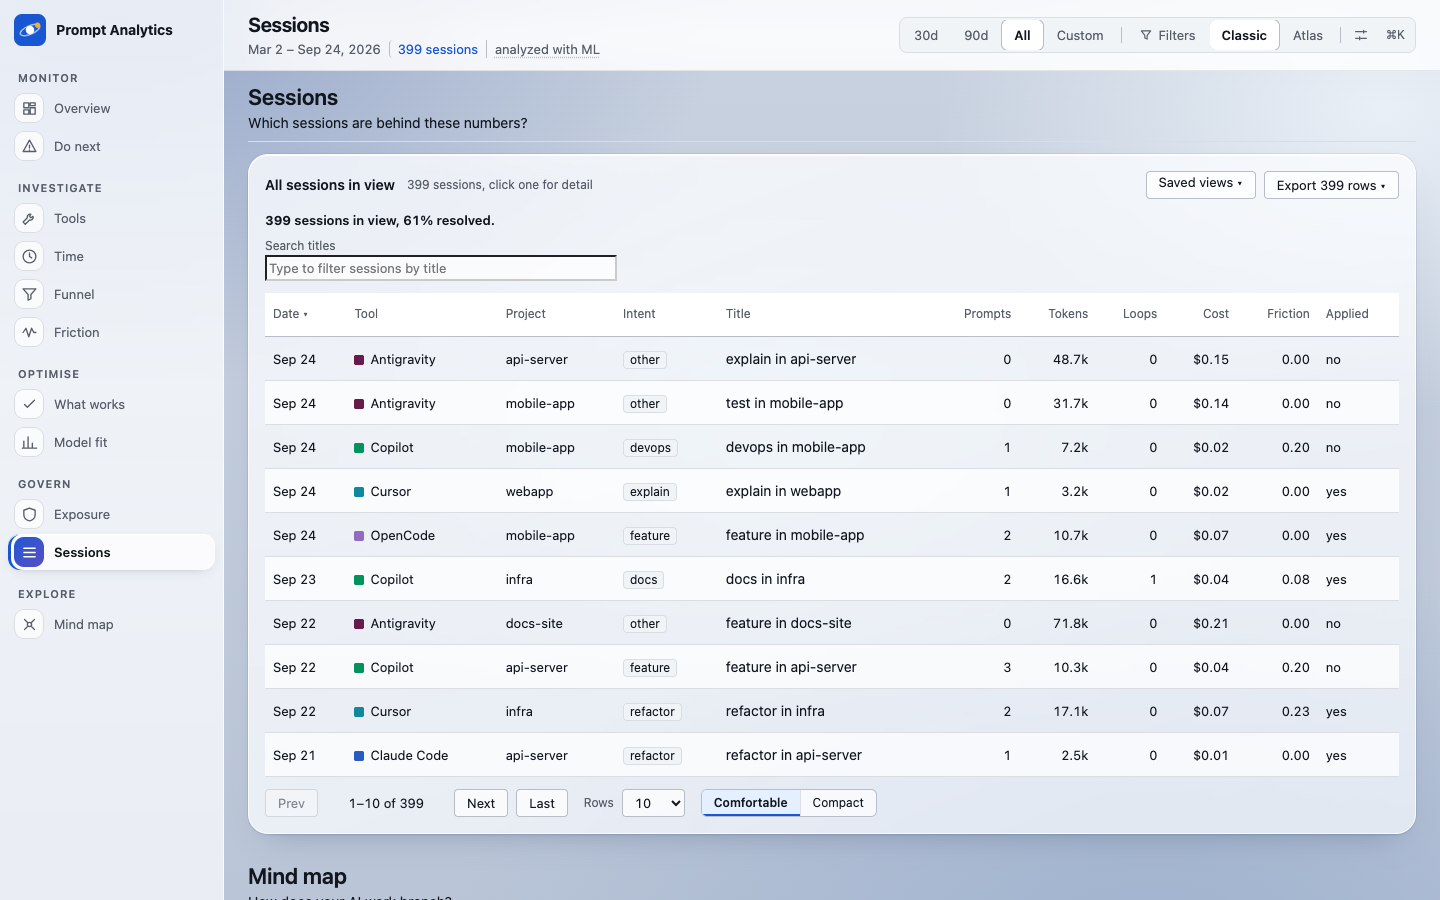 Prompt Analytics
MONITOR
Overview
Do next
INVESTIGATE
Tools
Time
Funnel
Friction
OPTIMISE
What works
Model fit
GOVERN
Exposure
Sessions
EXPLORE
Mind map
Sessions
Mar 2 – Sep 24, 2026 399 sessions analyzed with ML
30d 90d All Custom Filters Classic Atlas ⌘K
Sessions
Which sessions are behind these numbers?
All sessions in view 399 sessions, click one for detail Saved views ▾ Export 399 rows ▾
399 sessions in view, 61% resolved.
Search titles
Type to filter sessions by title
Date ▾ Tool Project Intent Title Prompts Tokens Loops Cost Friction Applied
Sep 24 Antigravity api-server other explain in api-server 0 48.7k 0 $0.15 0.00 no
Sep 24 Antigravity mobile-app other test in mobile-app 0 31.7k 0 $0.14 0.00 no
Sep 24 Copilot mobile-app devops devops in mobile-app 1 7.2k 0 $0.02 0.20 no
Sep 24 Cursor webapp explain explain in webapp 1 3.2k 0 $0.02 0.00 yes
Sep 24 OpenCode mobile-app feature feature in mobile-app 2 10.7k 0 $0.07 0.00 yes
Sep 23 Copilot infra docs docs in infra 2 16.6k 1 $0.04 0.08 yes
Sep 22 Antigravity docs-site other feature in docs-site 0 71.8k 0 $0.21 0.00 no
Sep 22 Copilot api-server feature feature in api-server 3 10.3k 0 $0.04 0.20 no
Sep 22 Cursor infra refactor refactor in infra 2 17.1k 0 $0.07 0.23 yes
Sep 21 Claude Code api-server refactor refactor in api-server 1 2.5k 0 $0.01 0.00 yes
Prev 1–10 of 399 Next Last Rows 10 Comfortable Compact
Mind map
How does your AI work branch?